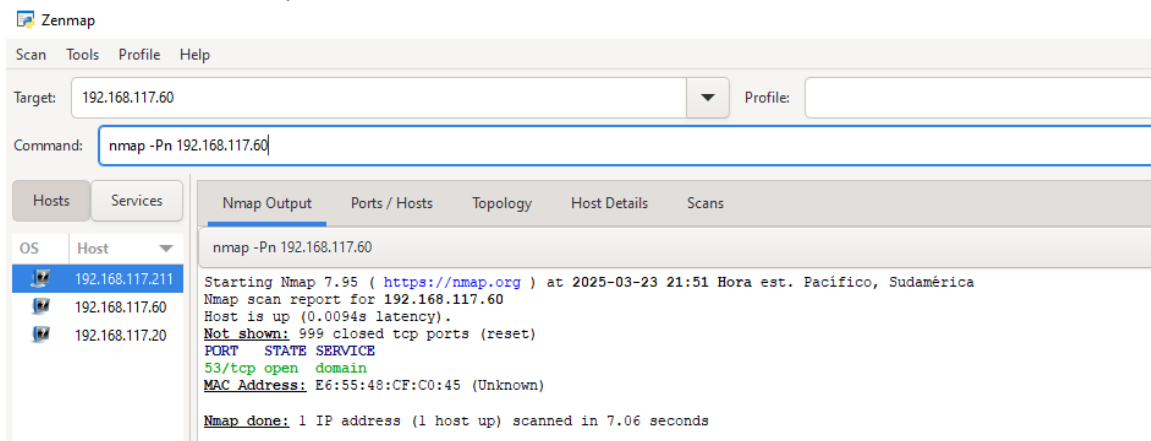 Zenmap
Scan Tools Profile Help
Target: 192.168.117.60 Profile:
Command: nmap -Pn 192.168.117.60
Hosts Services Nmap Output Ports / Hosts Topology Host Details Scans
OS Host nmap -Pn 192.168.117.60
192.168.117.211
192.168.117.60
192.168.117.20
Starting Nmap 7.95 ( https://nmap.org ) at 2025-03-23 21:51 Hora est. Pacífico, Sudamérica
Nmap scan report for 192.168.117.60
Host is up (0.0094s latency).
Not shown: 999 closed tcp ports (reset)
PORT STATE SERVICE
53/tcp open domain
MAC Address: E6:55:48:CF:C0:45 (Unknown)
Nmap done: 1 IP address (1 host up) scanned in 7.06 seconds